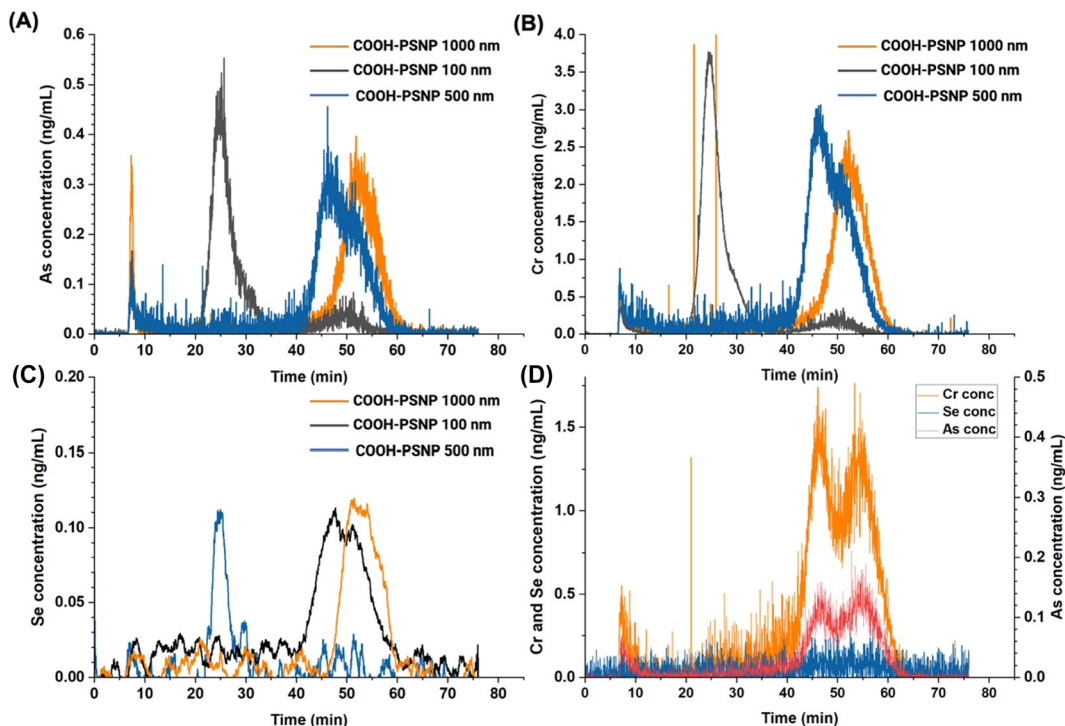 (A)
As concentration (ng/mL)
0.6
0.5
0.4
0.3
0.2
0.1
0.0
COOH-PSNP 1000 nm
COOH-PSNP 100 nm
COOH-PSNP 500 nm
0 10 20 30 40 50 60 70 80
Time (min)
(B)
Cr concentration (ng/mL)
4.0
3.5
3.0
2.5
2.0
1.5
1.0
0.5
0.0
COOH-PSNP 1000 nm
COOH-PSNP 100 nm
COOH-PSNP 500 nm
0 10 20 30 40 50 60 70 80
Time (min)
(C)
Se concentration (ng/mL)
0.20
0.15
0.10
0.05
0.00
COOH-PSNP 1000 nm
COOH-PSNP 100 nm
COOH-PSNP 500 nm
0 10 20 30 40 50 60 70 80
Time (min)
(D)
Cr and Se concentration (ng/mL)
1.5
1.0
0.5
0.0
Cr conc
Se conc
As conc
0.5
0.4
0.3
0.2
0.1
0.0
As concentration (ng/mL)
0 10 20 30 40 50 60 70 80
Time (min)